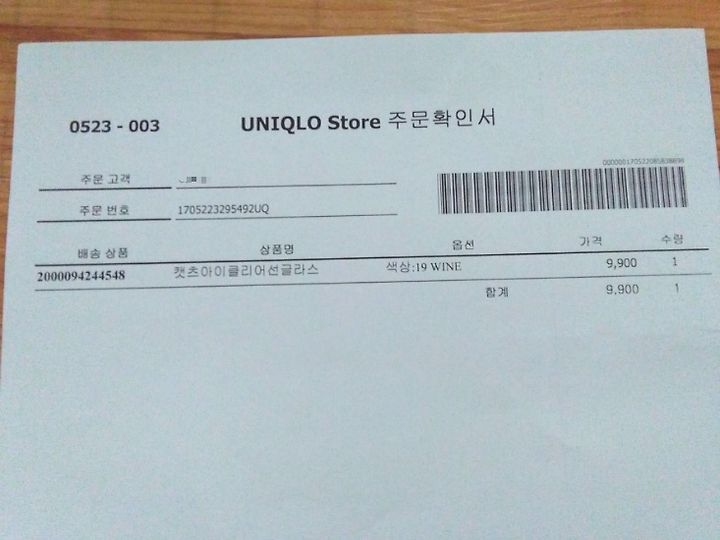 0523 - 003
UNIQLO Store 주문확인서
주문 고객
주문 번호 1705223295492UQ
배송 상품 상품명 옵션 가격 수량
2000094244548 캣츠아이클리어선글라스 색상:19 WINE 9,900 1
합계 9,900 1